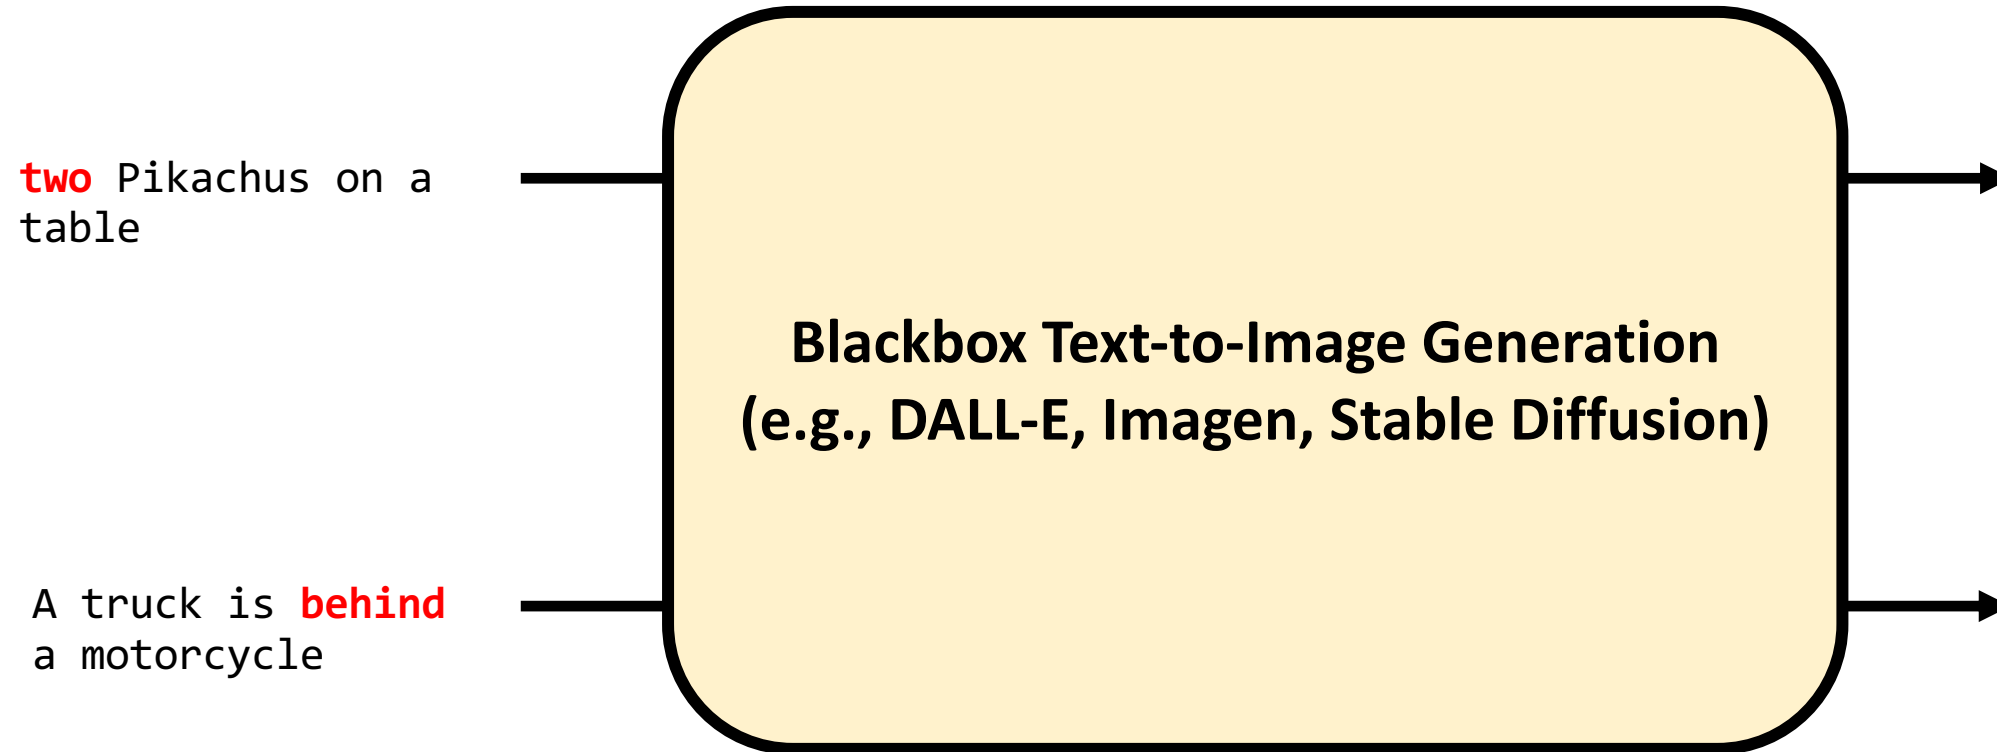 two Pikachus on a
table
Blackbox Text-to-Image Generation
(e.g., DALL-E, Imagen, Stable Diffusion)
A truck is behind
a motorcycle